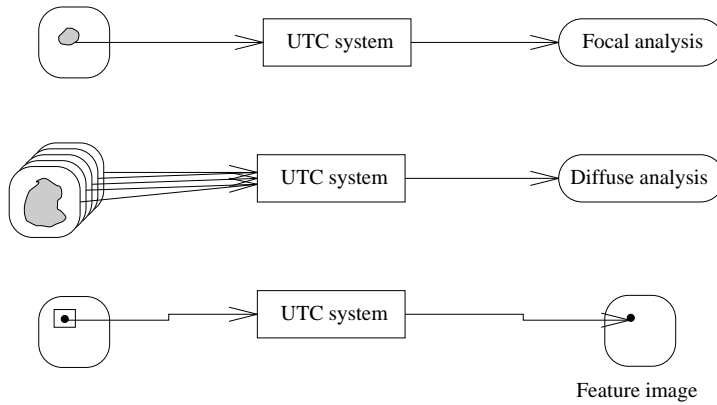 UTC system
Focal analysis
UTC system
Diffuse analysis
UTC system
Feature image